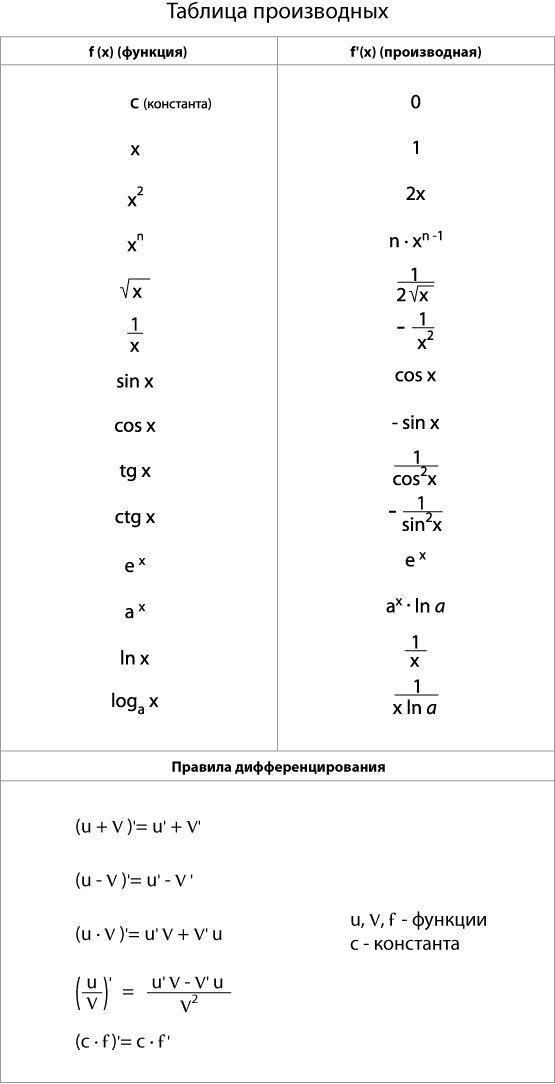 Таблица производных
f (x) (функция) f'(x) (производная)
C (константа) 0
x 1
x² 2x
xⁿ n · xⁿ⁻¹
√x 1/(2√x)
1/x - 1/x²
sin x cos x
cos x - sin x
tg x 1/cos²x
ctg x - 1/sin²x
e ˣ e ˣ
a ˣ aˣ · ln a
ln x 1/x
logₐ x 1/(x ln a)
Правила дифференцирования
(u + V )'= u' + V'
(u - V )'= u' - V '
(u · V )'= u' V + V' u
(u/V)' = (u' V - V' u)/V²
(c · f )'= c · f '
u, V, f - функции
c - константа